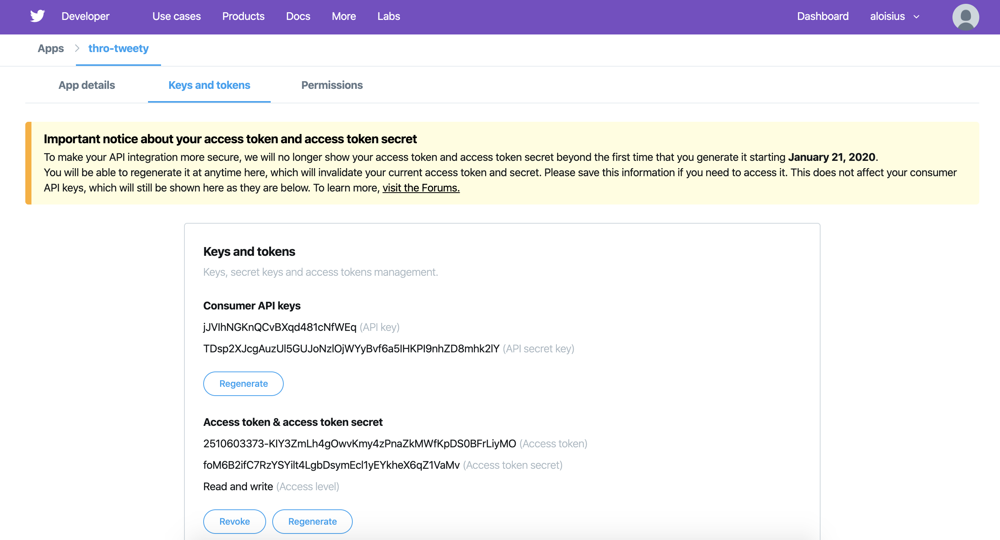 Developer Use cases Products Docs More Labs Dashboard aloisius
Apps thro-tweety
App details Keys and tokens Permissions
Important notice about your access token and access token secret
To make your API integration more secure, we will no longer show your access token and access token secret beyond the first time that you generate it starting January 21, 2020.
You will be able to regenerate it at anytime here, which will invalidate your current access token and secret. Please save this information if you need to access it. This does not affect your consumer
API keys, which will still be shown here as they are below. To learn more, visit the Forums.
Keys and tokens
Keys, secret keys and access tokens management.
Consumer API keys
(API key)
(API secret key)
Regenerate
Access token & access token secret
(Access token)
(Access token secret)
Read and write (Access level)
Revoke Regenerate